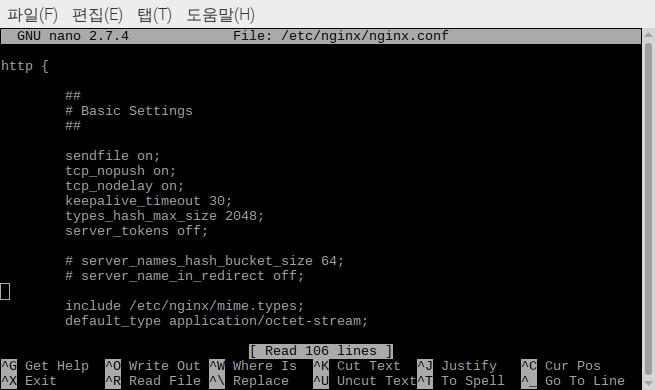 파일(F) 편집(E) 탭(T) 도움말(H)
GNU nano 2.7.4 File: /etc/nginx/nginx.conf
http {
##
# Basic Settings
##
sendfile on;
tcp_nopush on;
tcp_nodelay on;
keepalive_timeout 30;
types_hash_max_size 2048;
server_tokens off;
# server_names_hash_bucket_size 64;
# server_name_in_redirect off;
include /etc/nginx/mime.types;
default_type application/octet-stream;
[ Read 106 lines ]
^G Get Help ^O Write Out ^W Where Is ^K Cut Text ^J Justify ^C Cur Pos
^X Exit ^R Read File ^\ Replace ^U Uncut Text ^T To Spell ^_ Go To Line